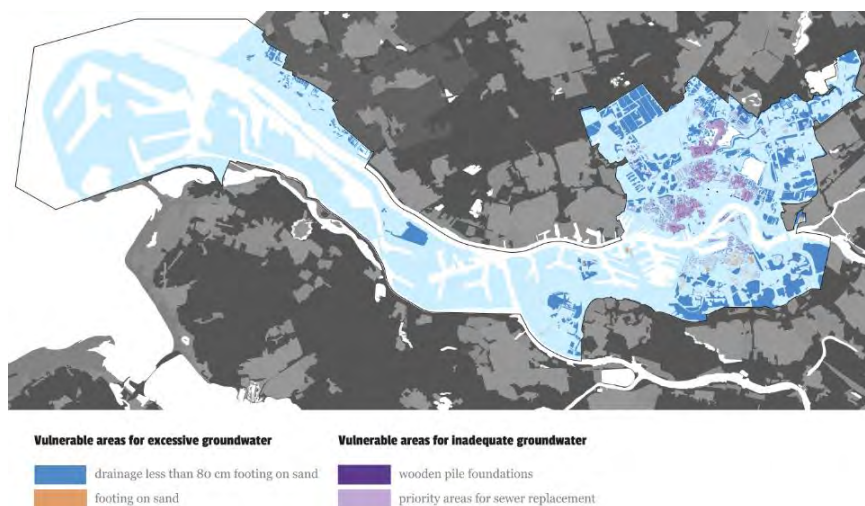 Vulnerable areas for excessive groundwater
drainage less than 80 cm footing on sand
footing on sand
Vulnerable areas for inadequate groundwater
wooden pile foundations
priority areas for sewer replacement